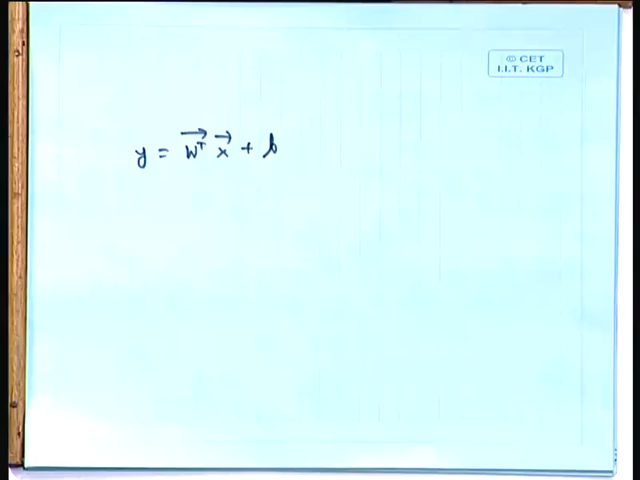 © CET
I.I.T. KGP
y = w⃗ᵀ x⃗ + b